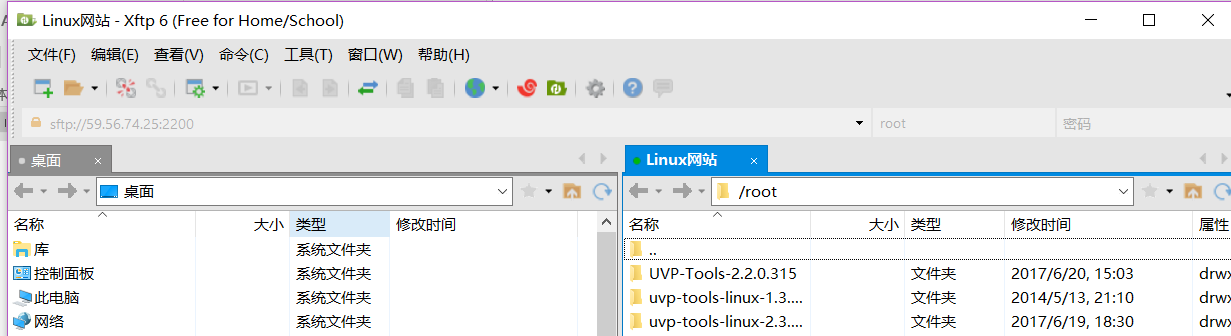 Linux网站 - Xftp 6 (Free for Home/School)
文件(F) 编辑(E) 查看(V) 命令(C) 工具(T) 窗口(W) 帮助(H)
sftp://59.56.74.25:2200 root 密码
桌面 × Linux网站 ×
桌面 /root
名称 大小 类型 修改时间 名称 大小 类型 修改时间 属性
库 系统文件夹 ..
控制面板 系统文件夹 UVP-Tools-2.2.0.315 文件夹 2017/6/20, 15:03 drwx
此电脑 系统文件夹 uvp-tools-linux-1.3.... 文件夹 2014/5/13, 21:10 drwx
网络 系统文件夹 uvp-tools-linux-2.3.... 文件夹 2017/6/19, 18:30 drwx